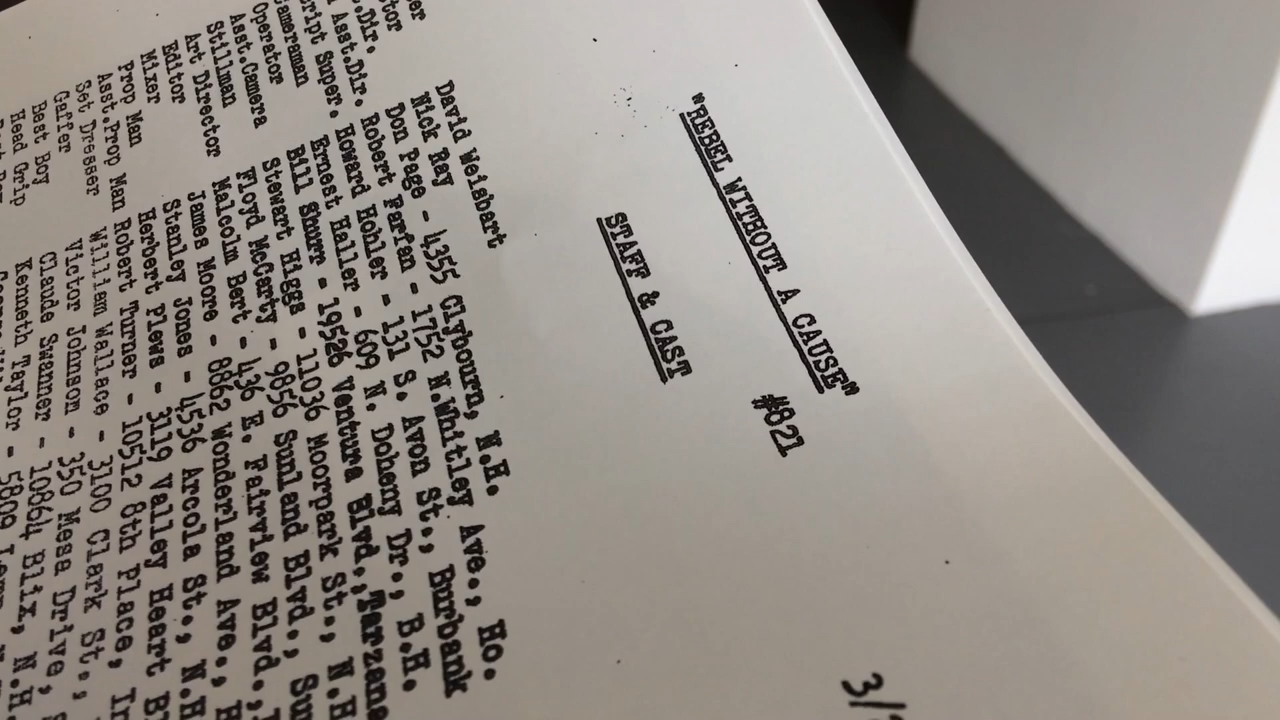 3/
"REBEL WITHOUT A CAUSE" #821
STAFF & CAST
David Weisbart
Nick Ray
Don Page - 4355 Clybourn, N.H.
Asst.Dir. Robert Farfan - 1752 N.Whitley Ave., Ho.
Super. Howard Hohler - 131 S. Avon St., Burbank
Cameraman Ernest Haller - 609 N. Doheny Dr., B.H.
Operator Bill Shurr - 19526 Ventura Blvd.,
Asst.Camera Stewart Higgs - 11036 Moorpark St., N.H
Stillman Floyd McCarty - 9856 Sunland Blvd.,
Art Director Malcolm Bert - 436 E. Fairview Blvd.,
Editor James Moore - 8862 Wonderland Ave.,
Mixer Stanley Jones - 4536 Arcola St., N.H
Prop Man Herbert Plews - 3119 Valley Heart
Asst.Prop Man Robert Turner - 10512 8th Place,
Set Dresser William Wallace - 3100 Clark St.,
Gaffer Victor Johnson - 350 Mesa Drive,
Best Boy Claude Swanner - 10864 Blix, N.H.
Head Grip Kenneth Taylor - 5809